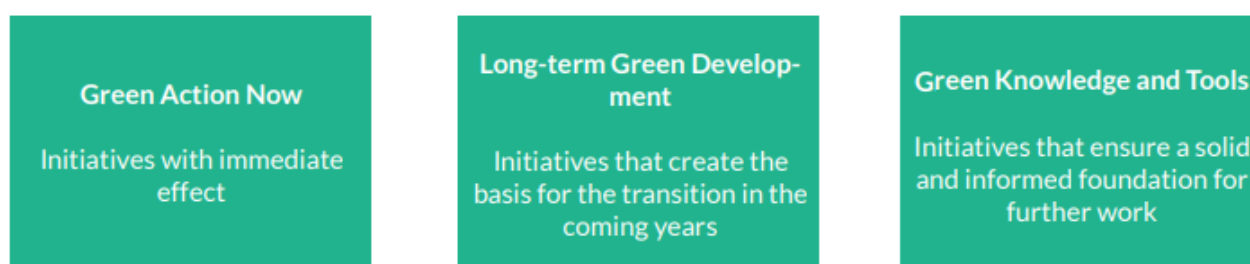 Green Action Now
Initiatives with immediate
effect
Long-term Green Develop-
ment
Initiatives that create the
basis for the transition in the
coming years
Green Knowledge and Tools
Initiatives that ensure a solid
and informed foundation for
further work